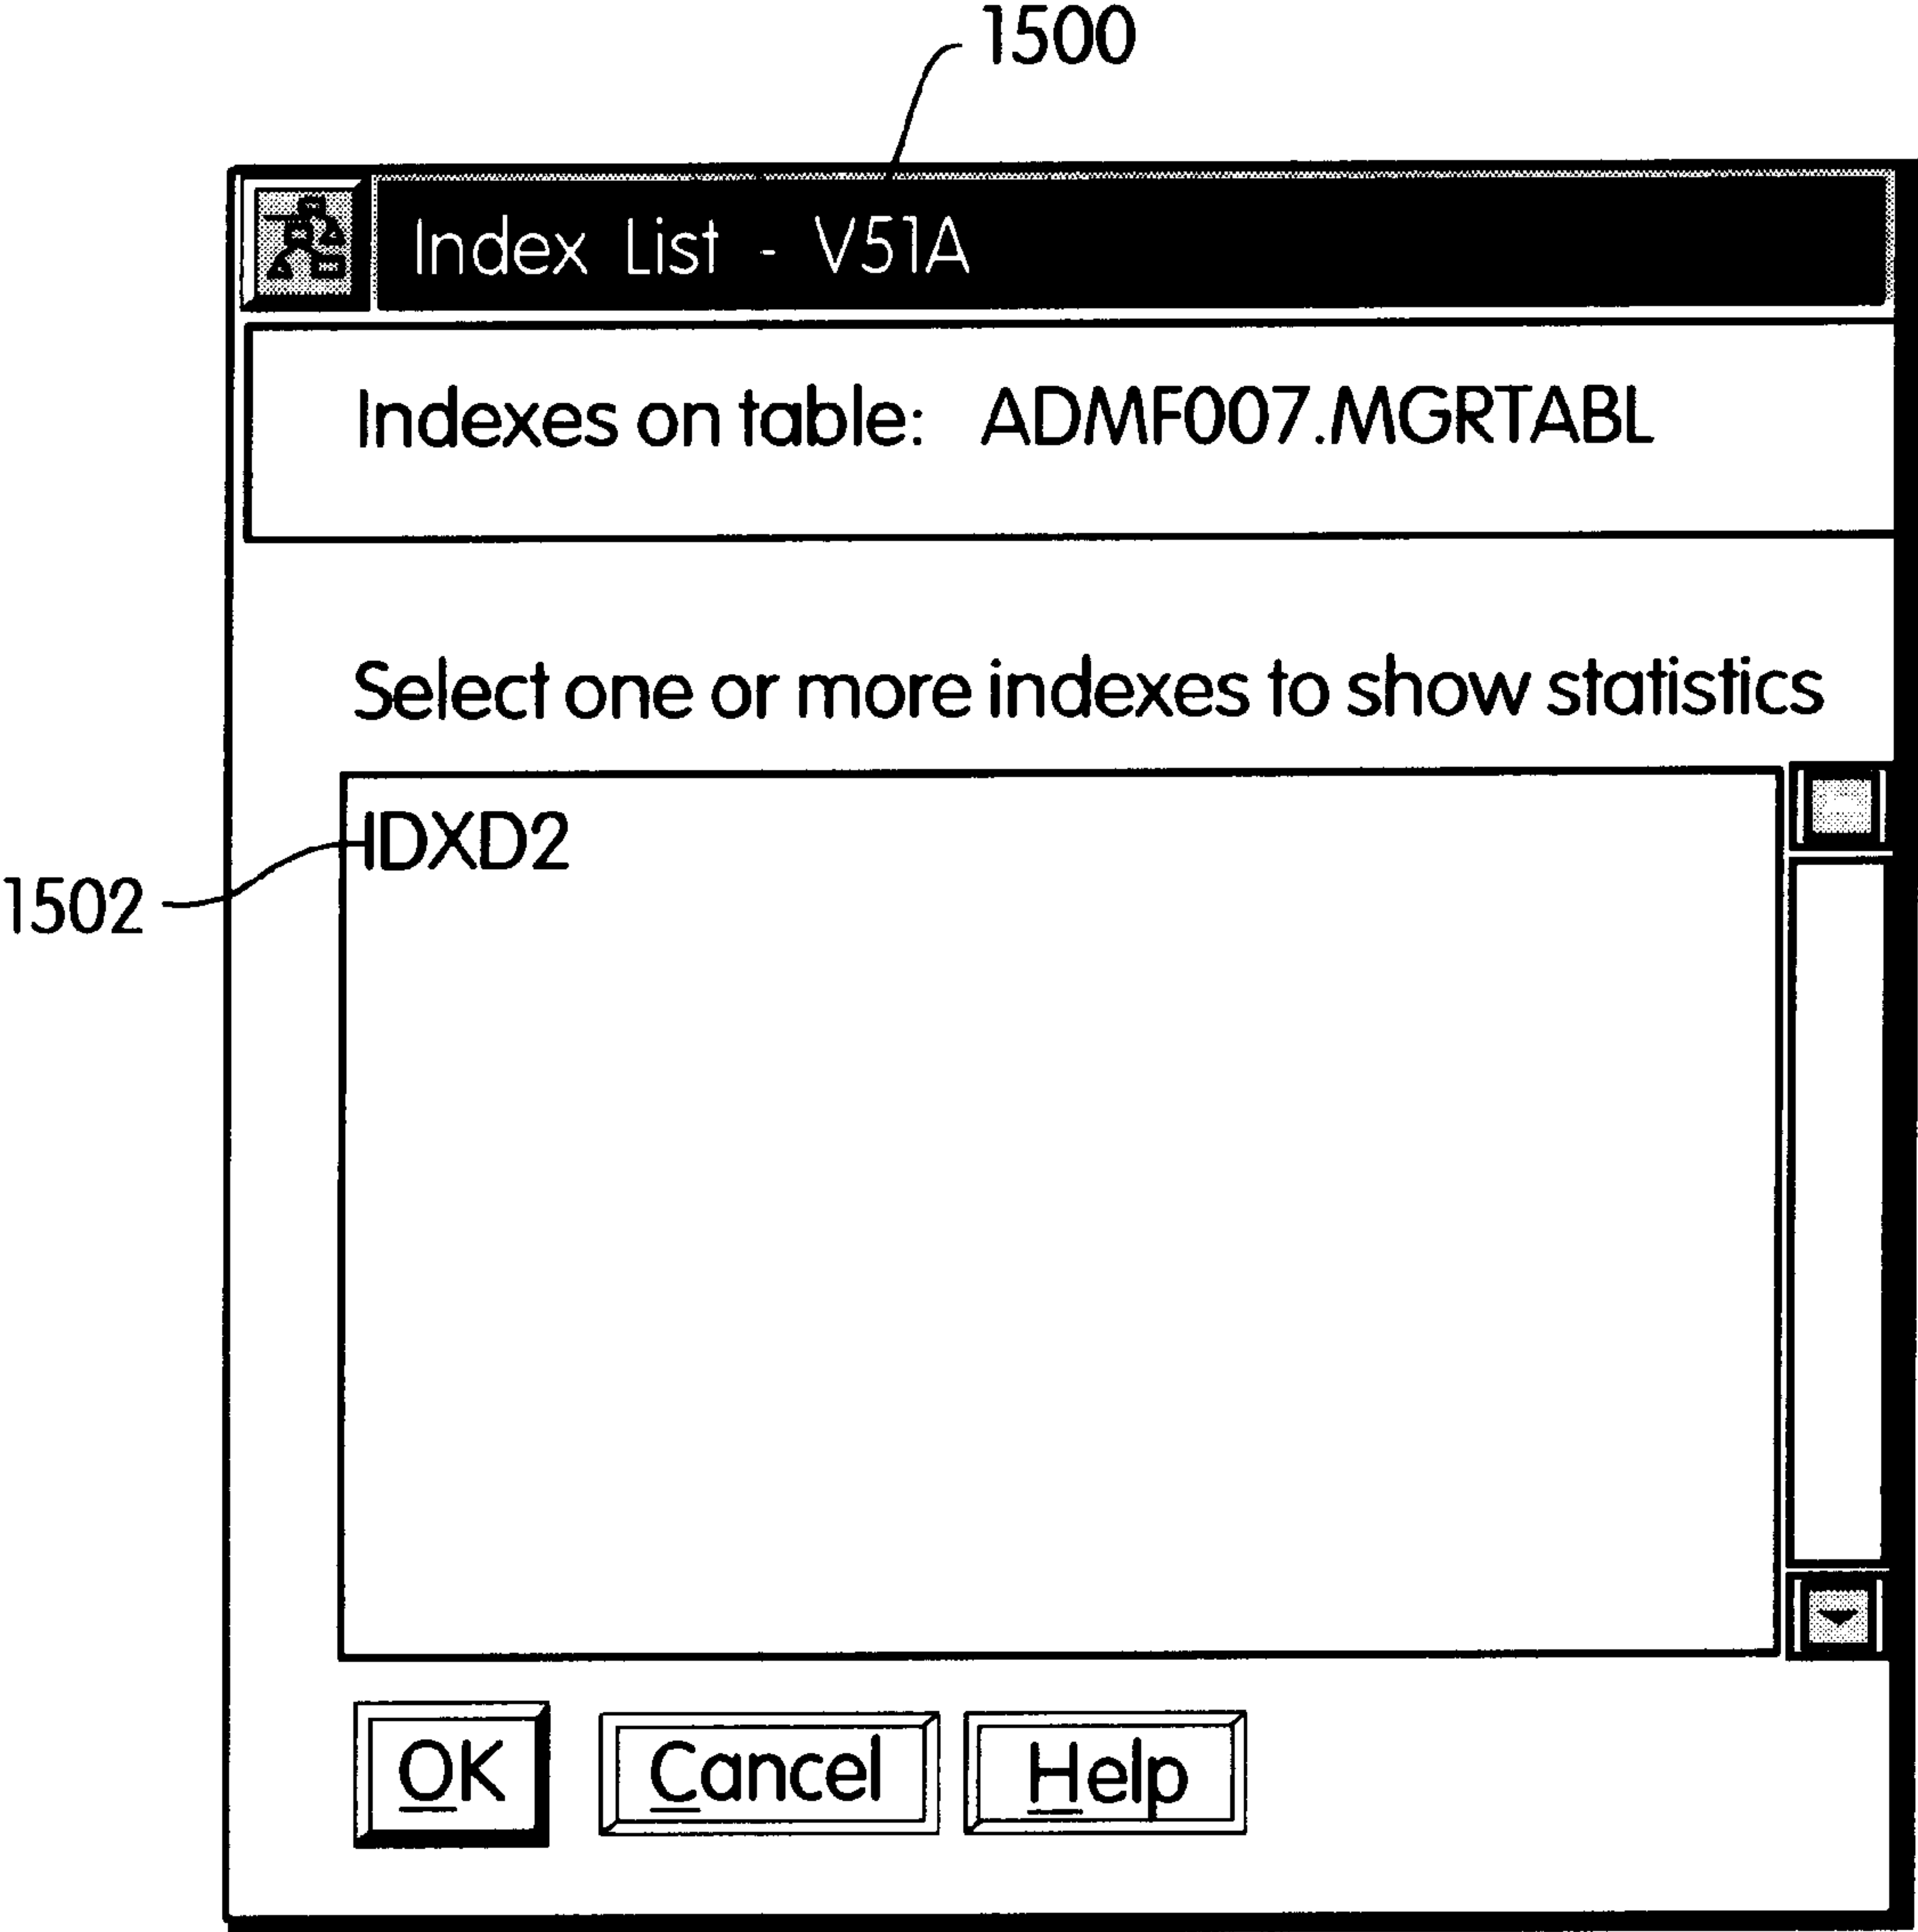 1500
Index List - V51A
Indexes on table: ADMF007.MGRTABL
Select one or more indexes to show statistics
IDXD2
1502
OK Cancel Help